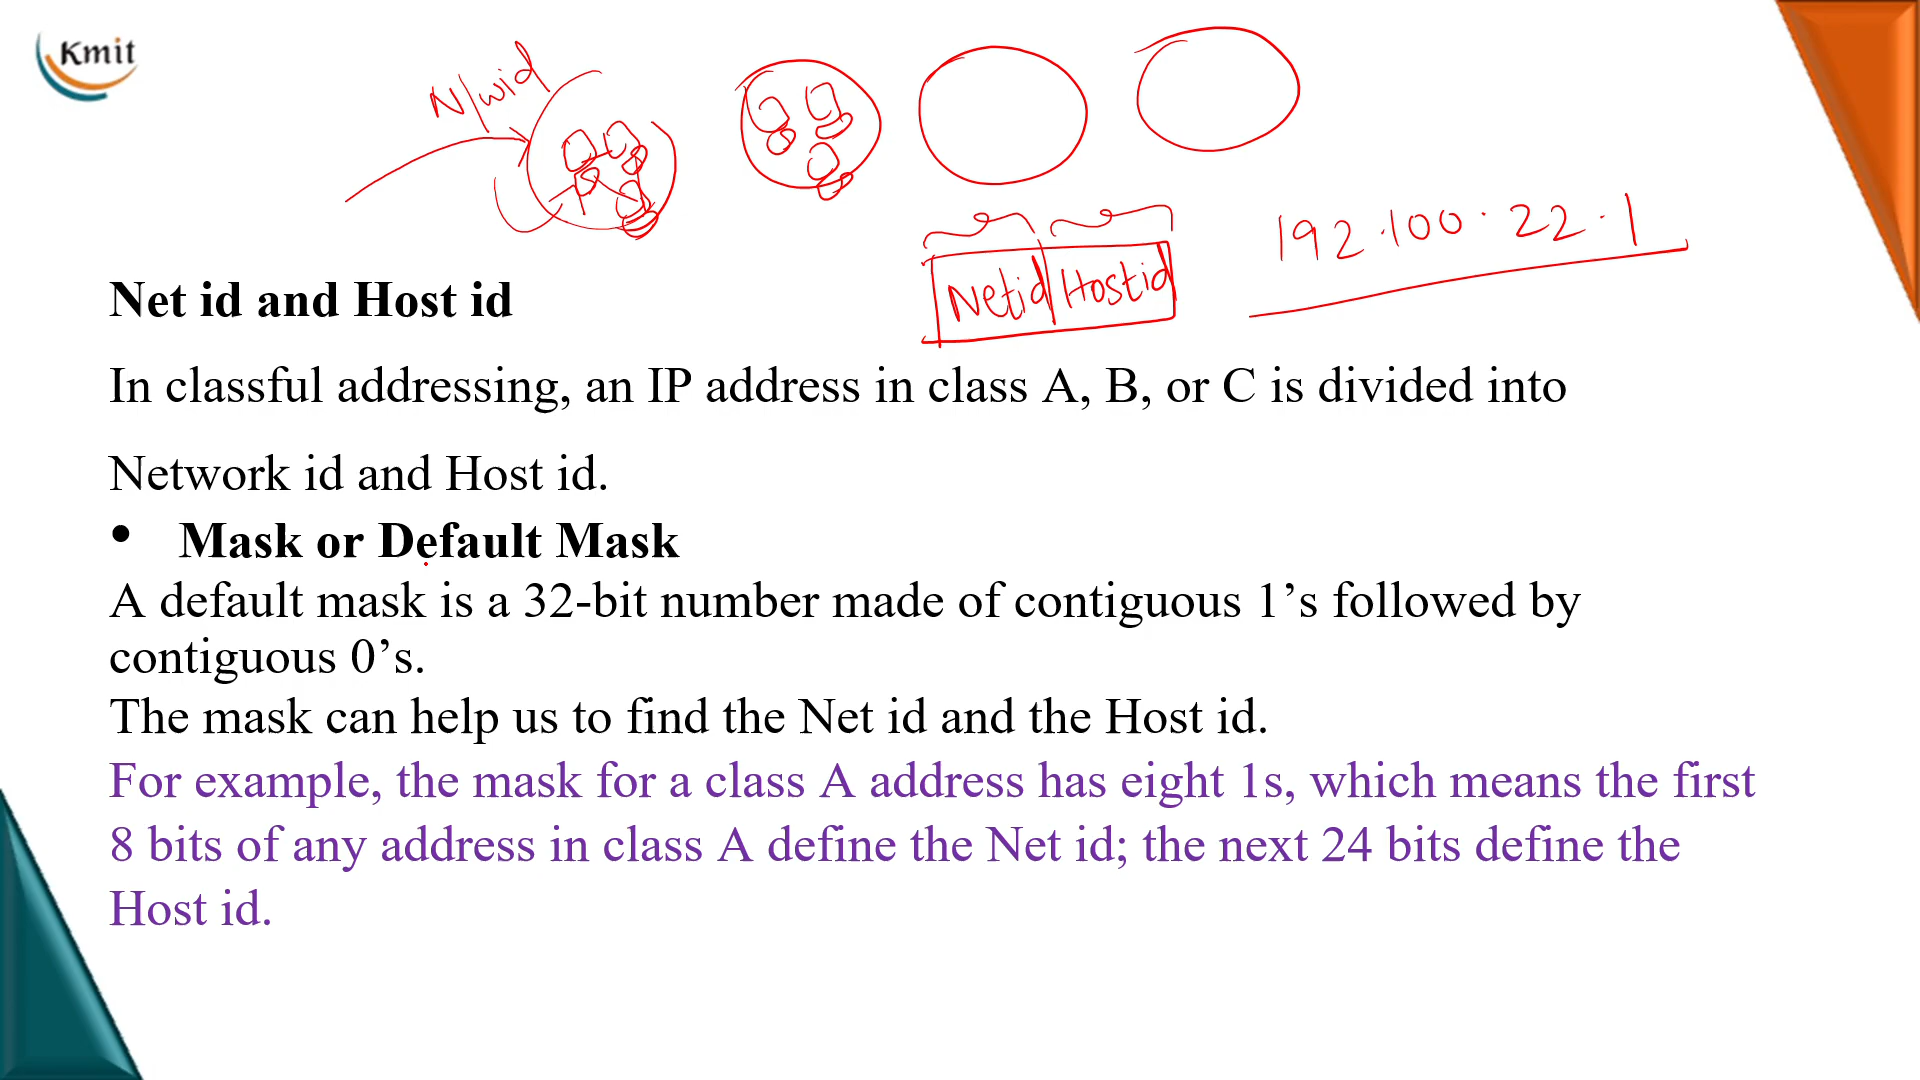 Kmit
N/wid
Netid Hostid
192.100.22.1
Net id and Host id
In classful addressing, an IP address in class A, B, or C is divided into
Network id and Host id.
• Mask or Default Mask
A default mask is a 32-bit number made of contiguous 1’s followed by
contiguous 0’s.
The mask can help us to find the Net id and the Host id.
For example, the mask for a class A address has eight 1s, which means the first
8 bits of any address in class A define the Net id; the next 24 bits define the
Host id.